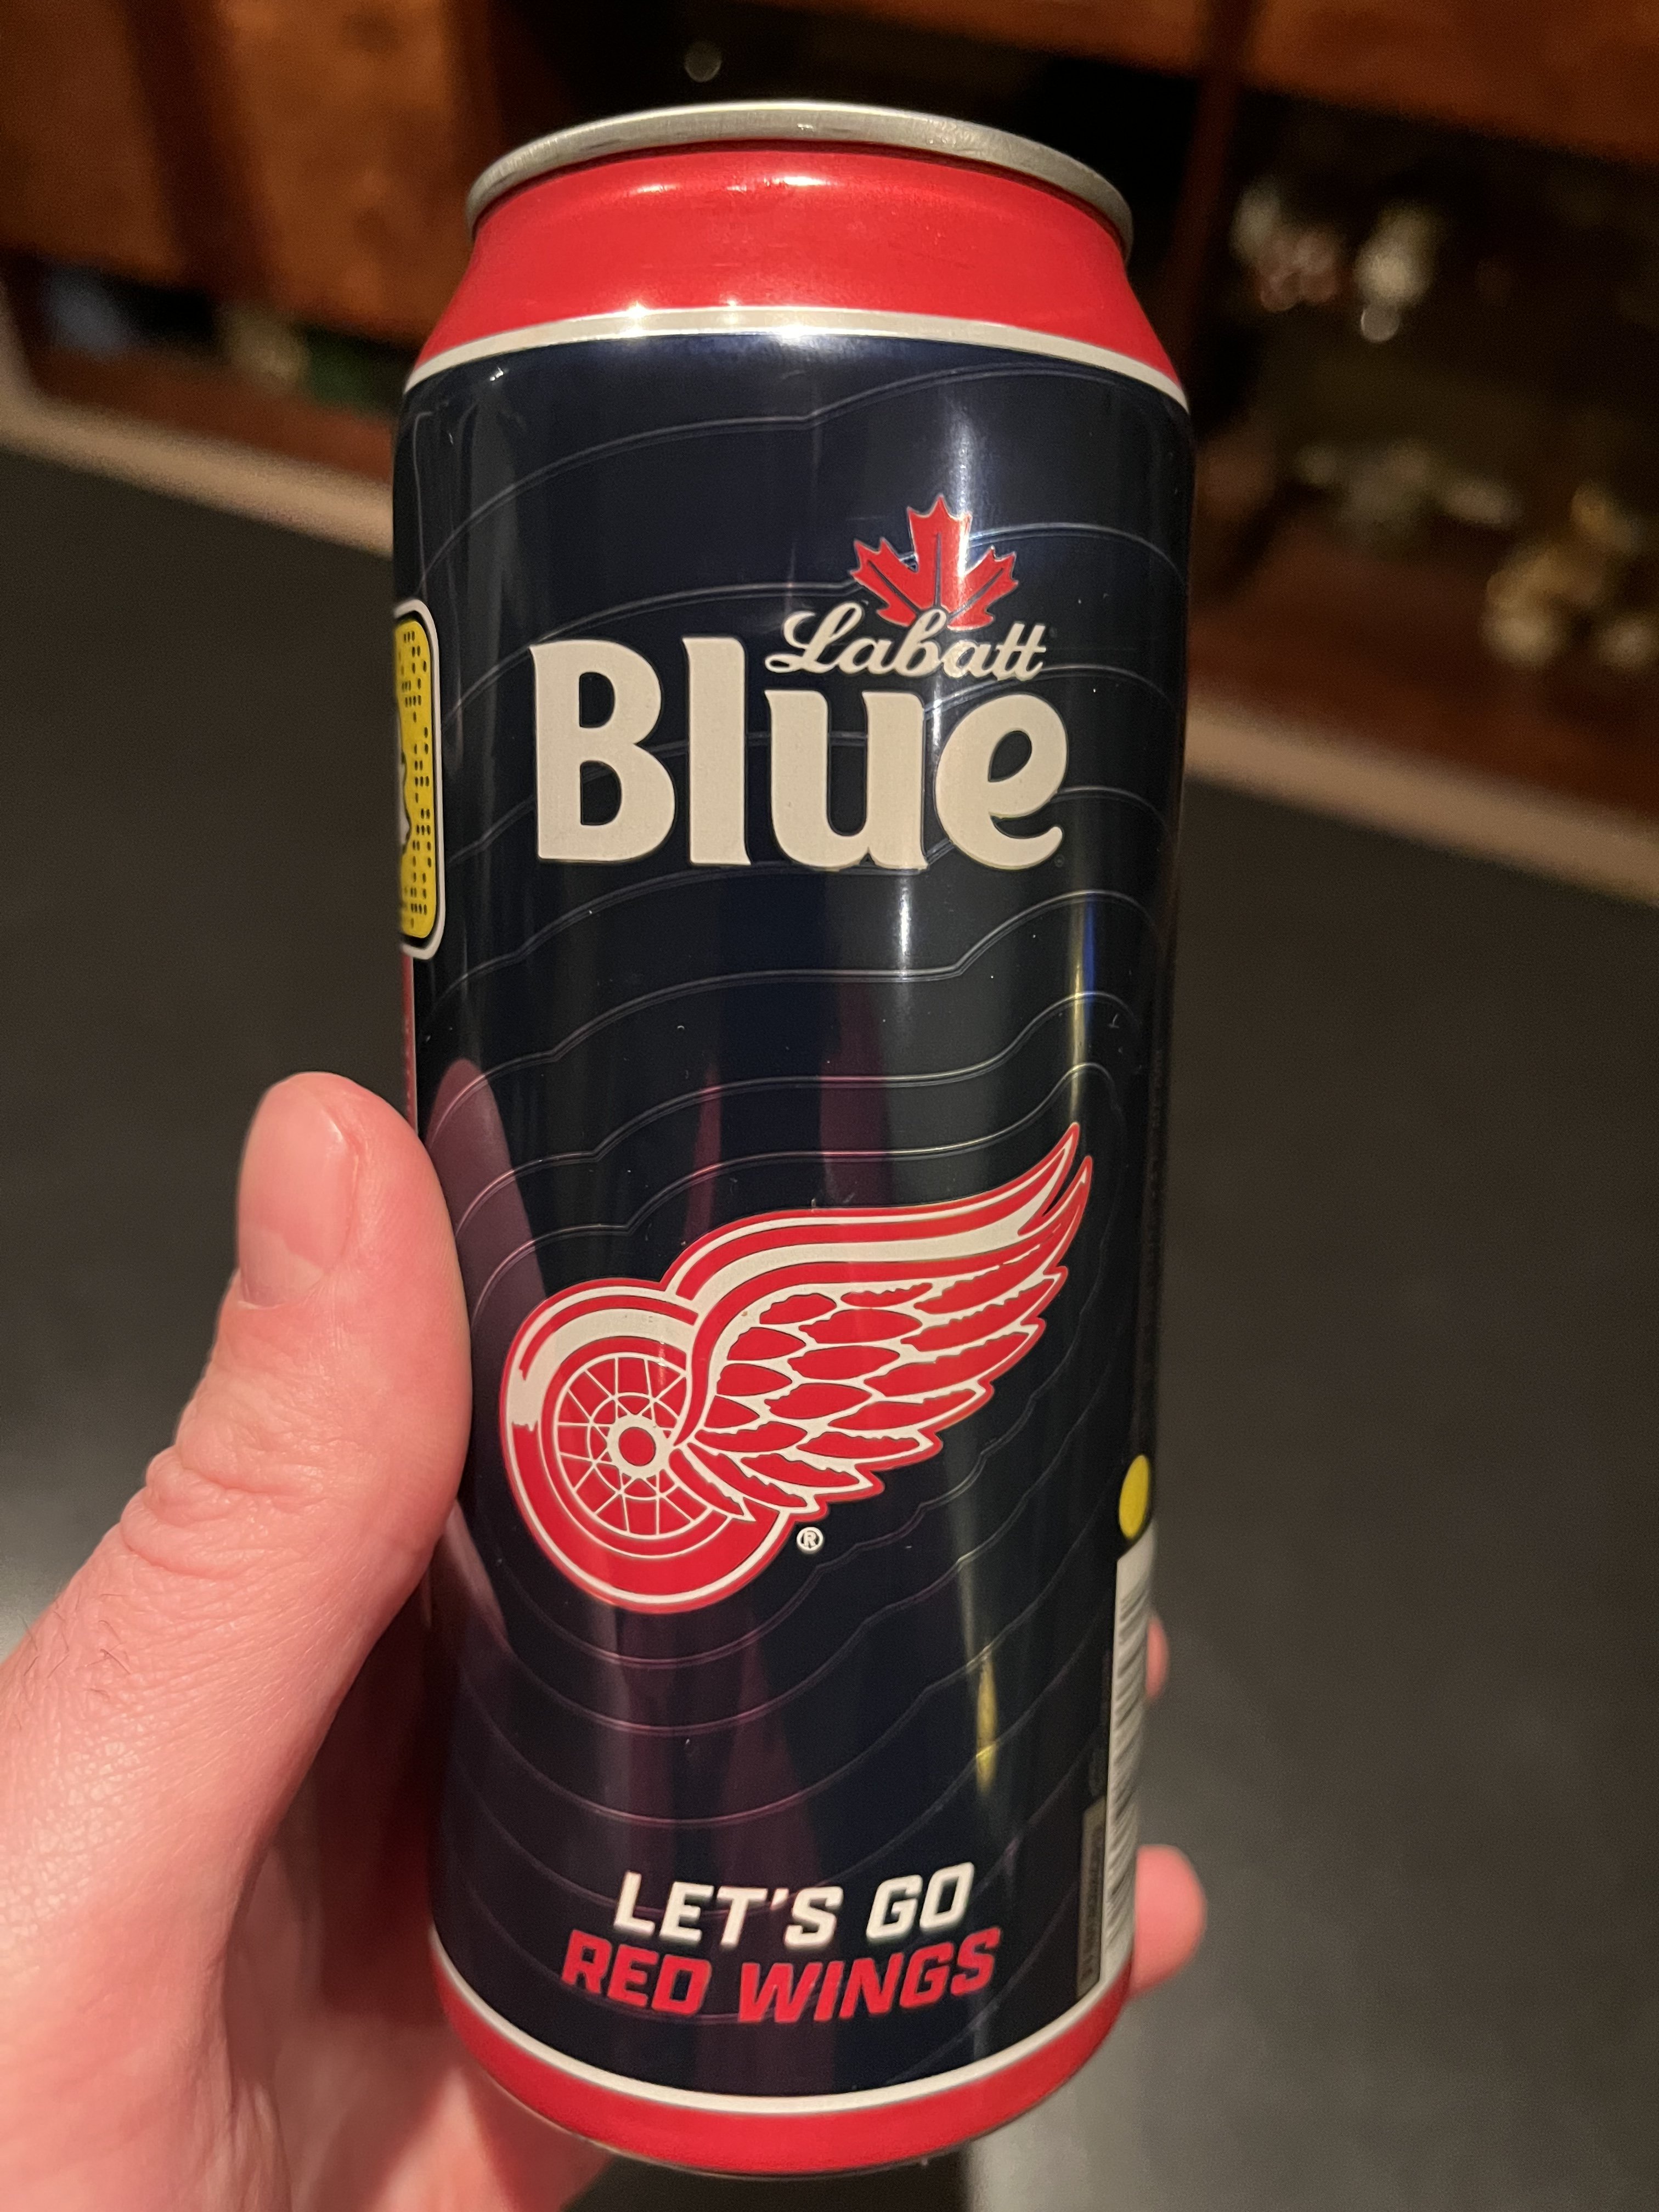 Labatt
Blue
®
LET'S GO
RED WINGS